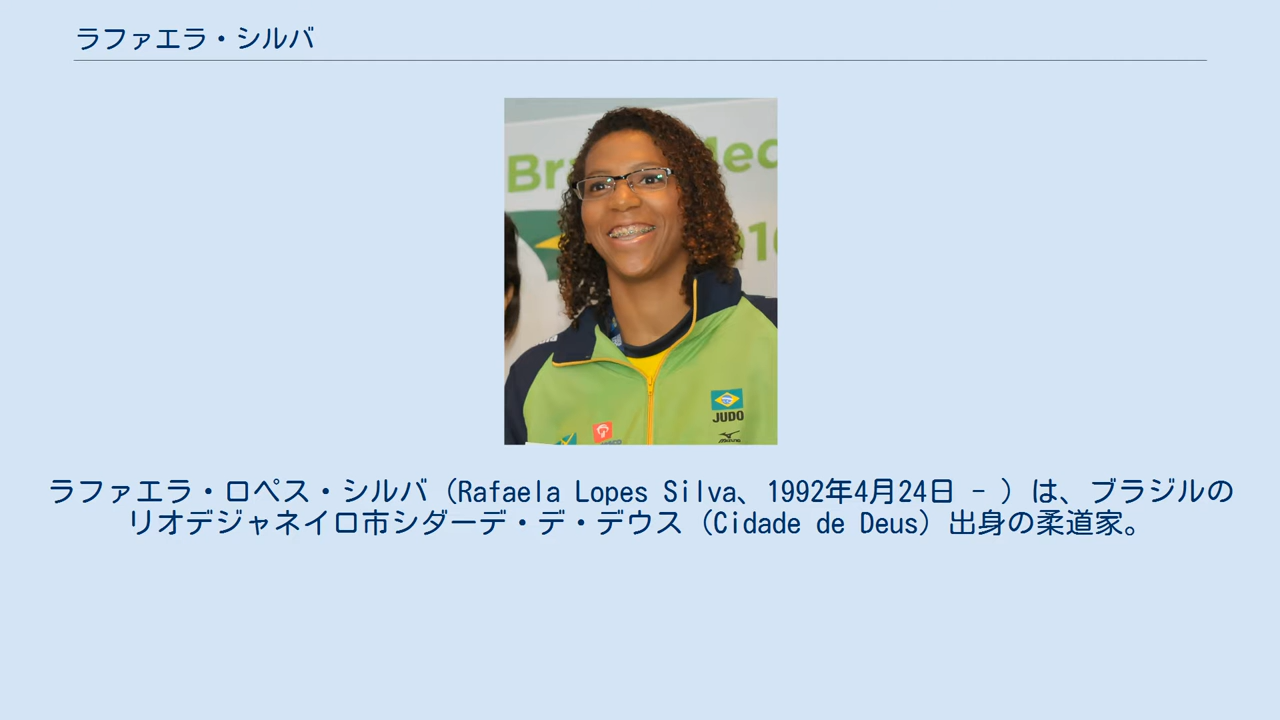 ラファエラ・シルバ
JUDO
ラファエラ・ロペス・シルバ（Rafaela Lopes Silva、1992年4月24日 - ）は、ブラジルの
リオデジャネイロ市シダーデ・デ・デウス（Cidade de Deus）出身の柔道家。